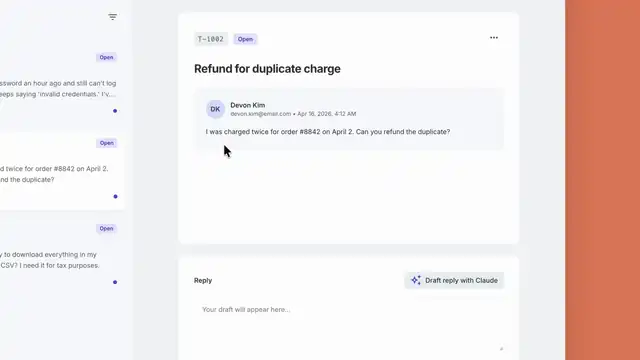 Open
ssword an hour ago and still can't log
eeps saying 'invalid credentials.' I'v...
Open
d twice for order #8842 on April 2.
nd the duplicate?
Open
y to download everything in my
CSV? I need it for tax purposes.
T-1002
Open
Refund for duplicate charge
DK
Devon Kim
devon.kim@email.com • Apr 16, 2026, 4:12 AM
I was charged twice for order #8842 on April 2. Can you refund the duplicate?
Reply
Draft reply with Claude
Your draft will appear here...